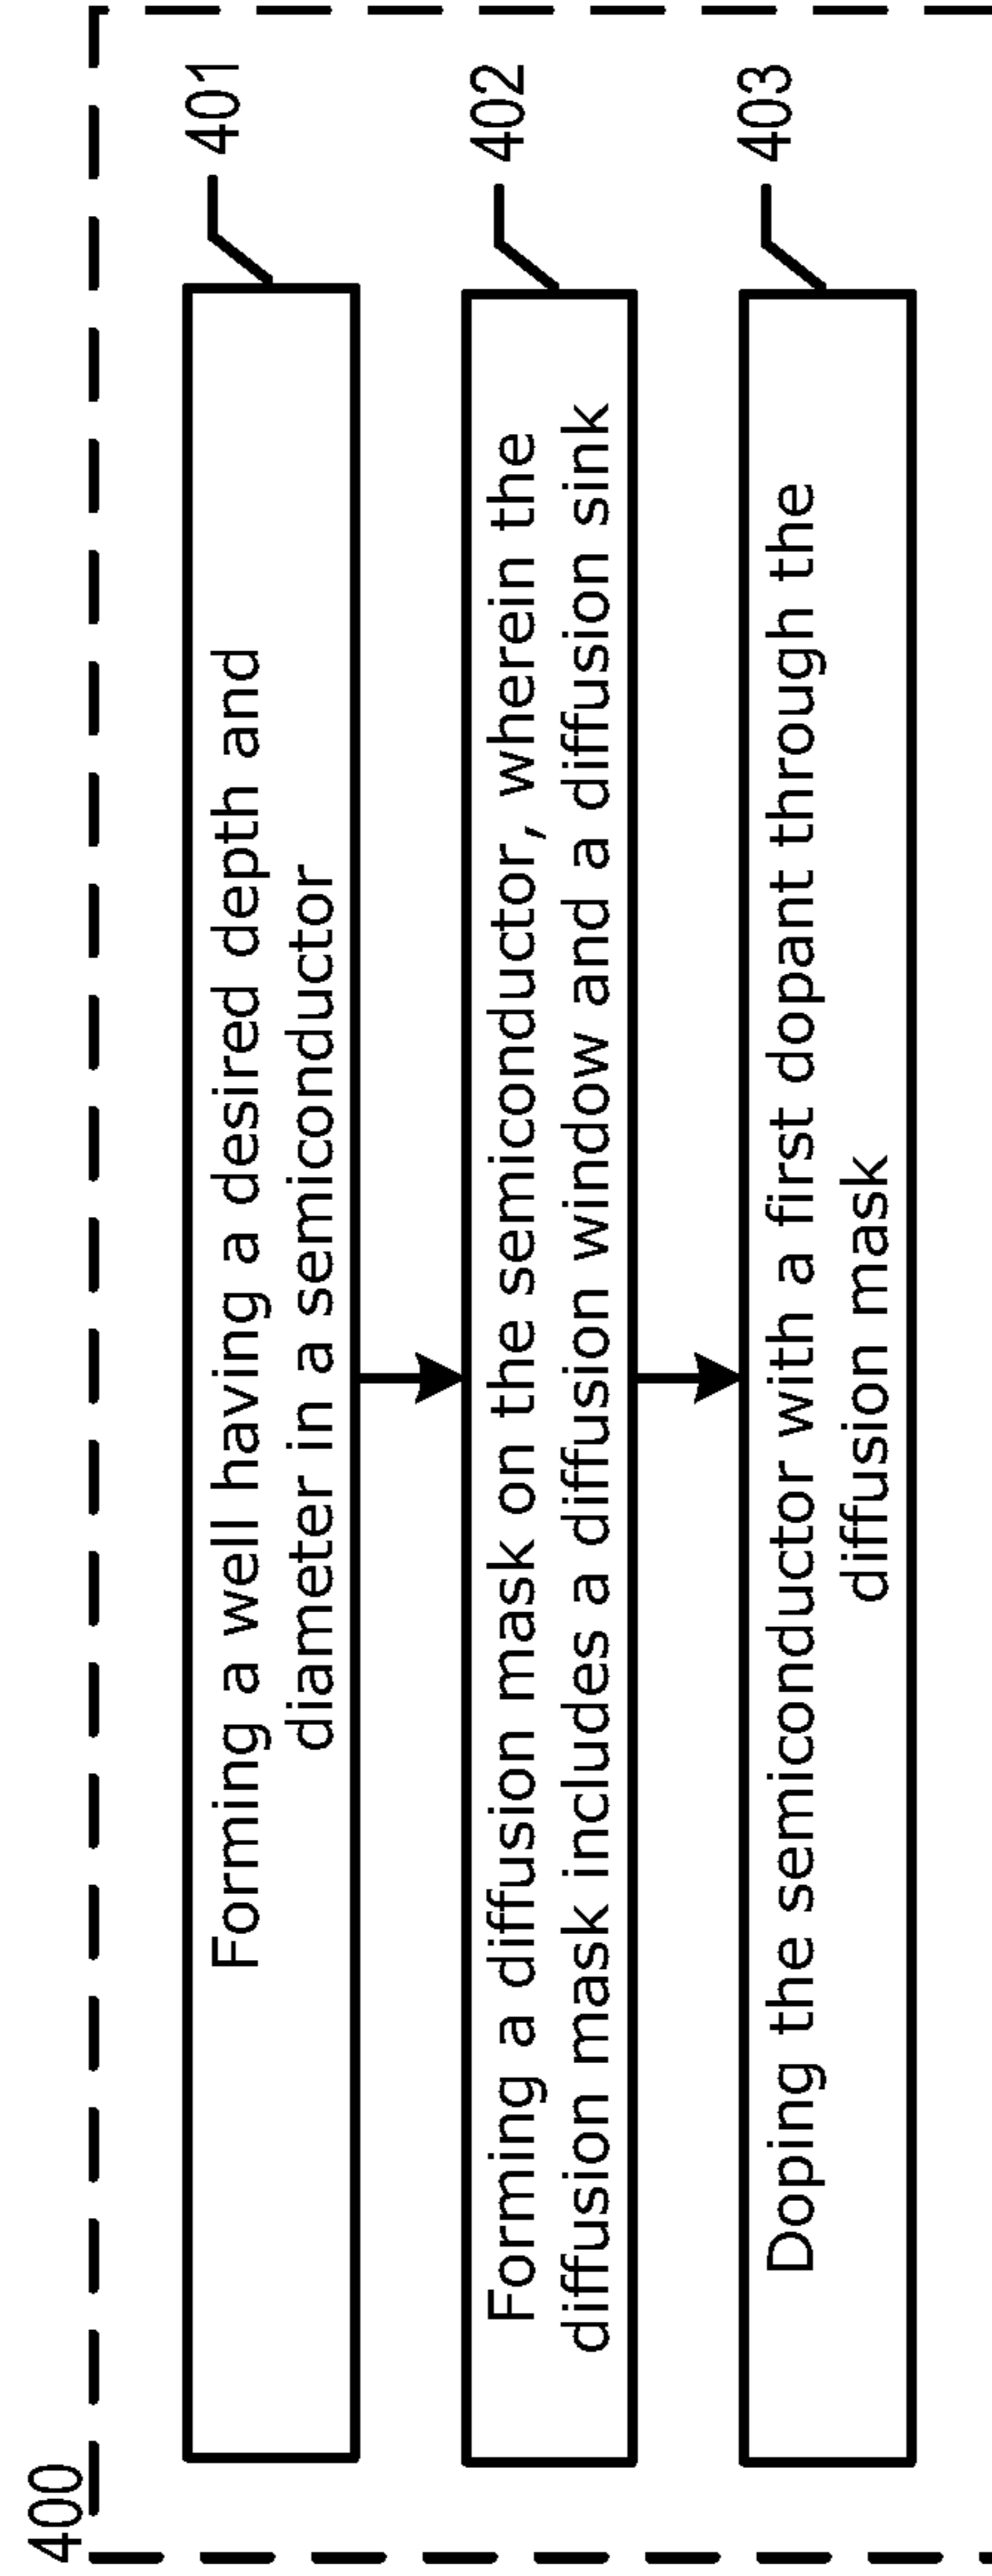 400
Forming a well having a desired depth and
diameter in a semiconductor
401
Forming a diffusion mask on the semiconductor, wherein the
diffusion mask includes a diffusion window and a diffusion sink
402
Doping the semiconductor with a first dopant through the
diffusion mask
403